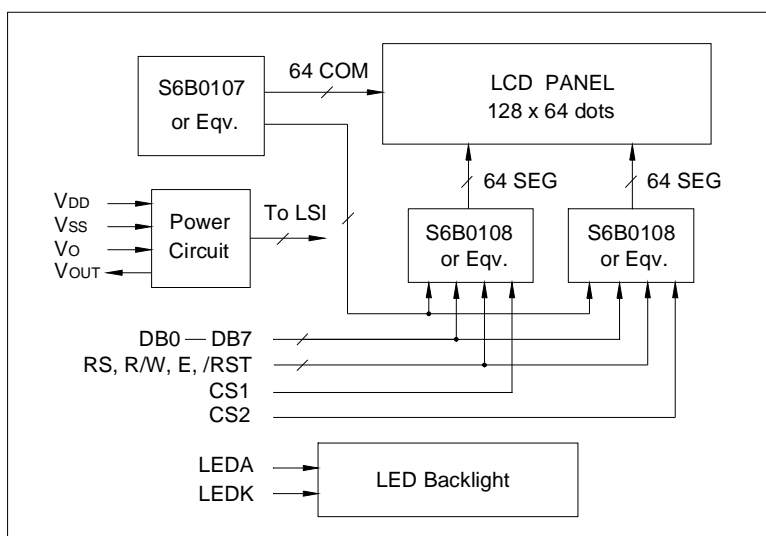 S6B0107
or Eqv.
64 COM
LCD PANEL
128 x 64 dots
64 SEG
64 SEG
VDD
VSS
VO
VOUT
Power
Circuit
To LSI
S6B0108
or Eqv.
S6B0108
or Eqv.
DB0 — DB7
RS, R/W, E, /RST
CS1
CS2
LEDA
LEDK
LED Backlight